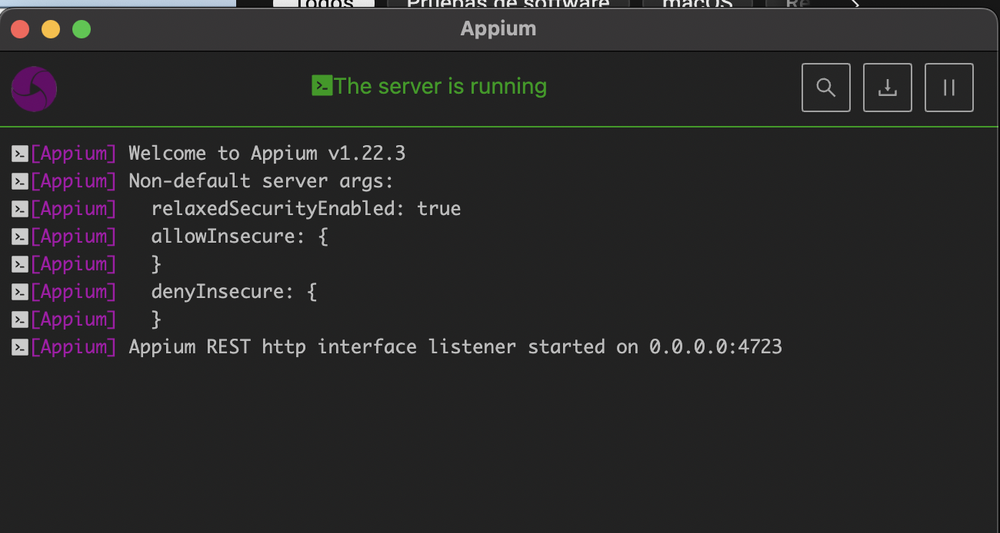 Todos Pruebas de software macOS Re
Appium
The server is running
[Appium] Welcome to Appium v1.22.3
[Appium] Non-default server args:
[Appium] relaxedSecurityEnabled: true
[Appium] allowInsecure: {
[Appium] }
[Appium] denyInsecure: {
[Appium] }
[Appium] Appium REST http interface listener started on 0.0.0.0:4723